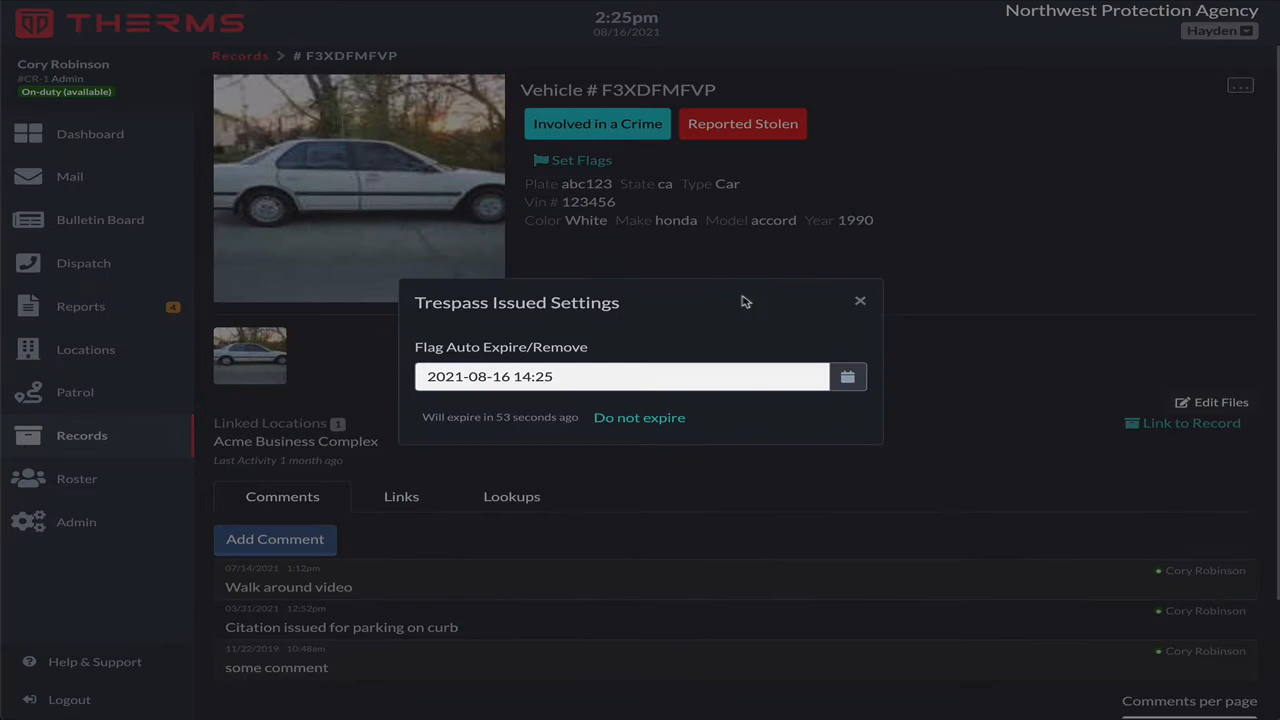 THERMS
2:25pm
08/16/2021
Northwest Protection Agency
Hayden
Cory Robinson
#CR-1 Admin
On-duty (available)
Records > # F3XDFMFVP
Dashboard
Mail
Bulletin Board
Dispatch
Reports 4
Locations
Patrol
Records
Roster
Admin
Help & Support
Logout
Vehicle # F3XDFMFVP
...
Involved in a Crime Reported Stolen
Set Flags
Plate abc123 State ca Type Car
Vin # 123456
Color White Make honda Model accord Year 1990
Trespass Issued Settings
Flag Auto Expire/Remove
2021-08-16 14:25
Will expire in 53 seconds ago Do not expire
Edit Files
Linked Locations 1
Link to Record
Acme Business Complex
Last Activity 1 month ago
Comments Links Lookups
Add Comment
07/14/2021 1:12pm
Cory Robinson
Walk around video
03/31/2021 12:52pm
Cory Robinson
Citation issued for parking on curb
11/22/2019 10:48am
Cory Robinson
some comment
Comments per page